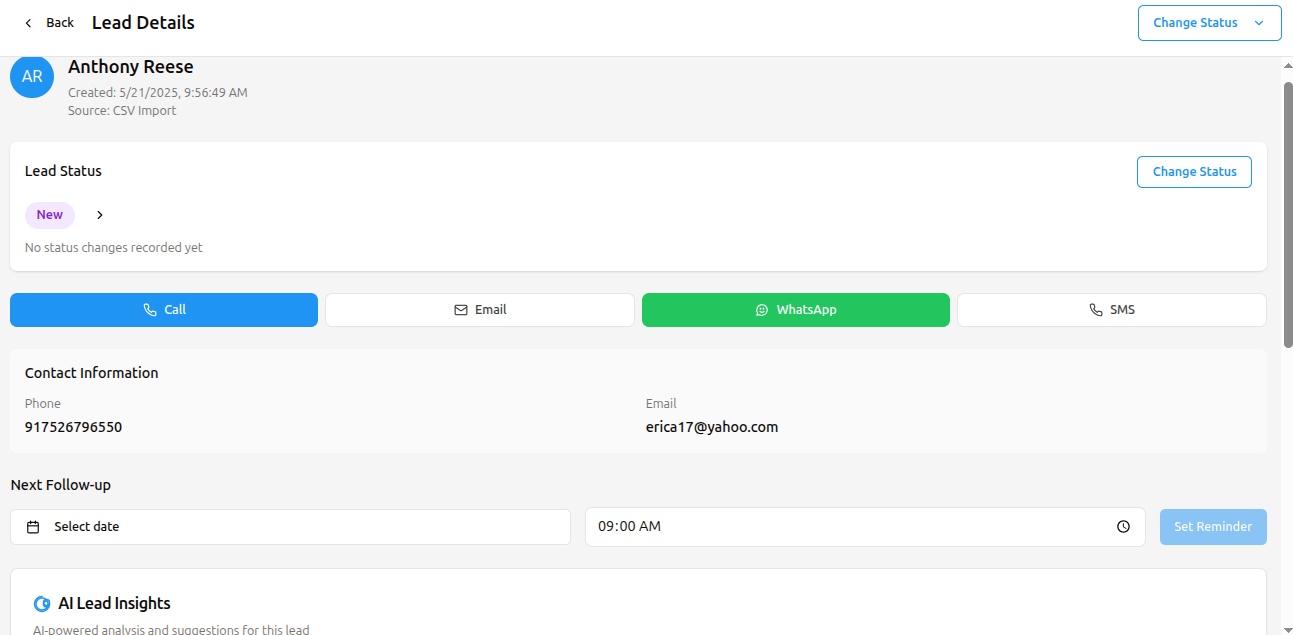 Back Lead Details Change Status
AR Anthony Reese
Created: 5/21/2025, 9:56:49 AM
Source: CSV Import
Lead Status Change Status
New
No status changes recorded yet
Call Email WhatsApp SMS
Contact Information
Phone Email
917526796550 erica17@yahoo.com
Next Follow-up
Select date 09:00 AM Set Reminder
AI Lead Insights
AI-powered analysis and suggestions for this lead